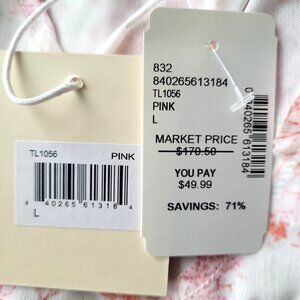 TL1056 PINK
8 40265 61318 4
L
832
840265613184
TL1056
PINK
L
MARKET PRICE
$170.50
YOU PAY
$49.99
SAVINGS: 71%
8 40265 613184